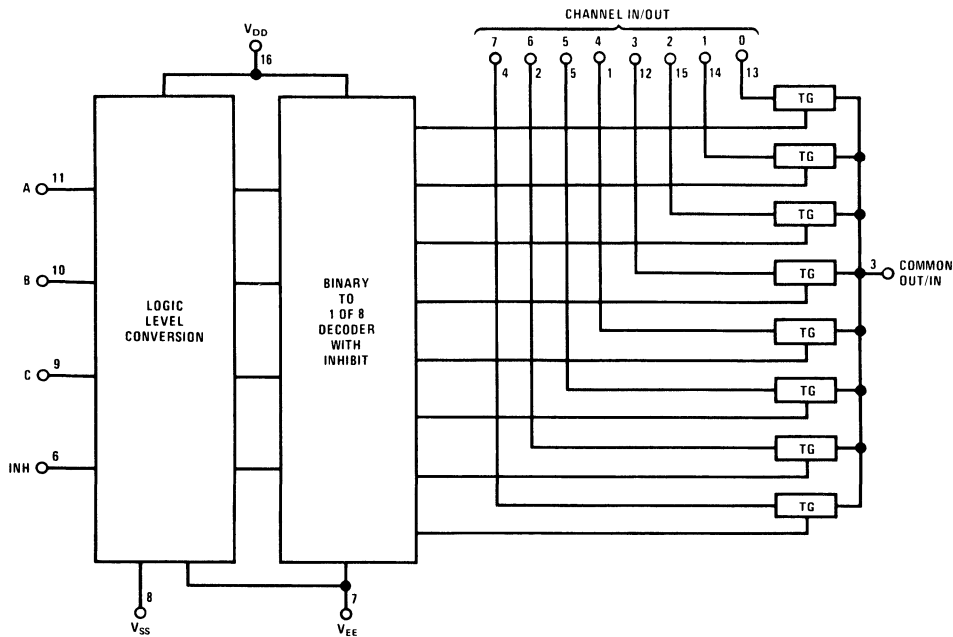 CHANNEL IN/OUT
VDD
7 6 5 4 3 2 1 0
16
4 2 5 1 12 15 14 13
TG
TG
TG
TG
TG
TG
TG
TG
A 11
B 10
C 9
INH 6
LOGIC
LEVEL
CONVERSION
BINARY
TO
1 OF 8
DECODER
WITH
INHIBIT
3 COMMON
OUT/IN
8
VSS
7
VEE